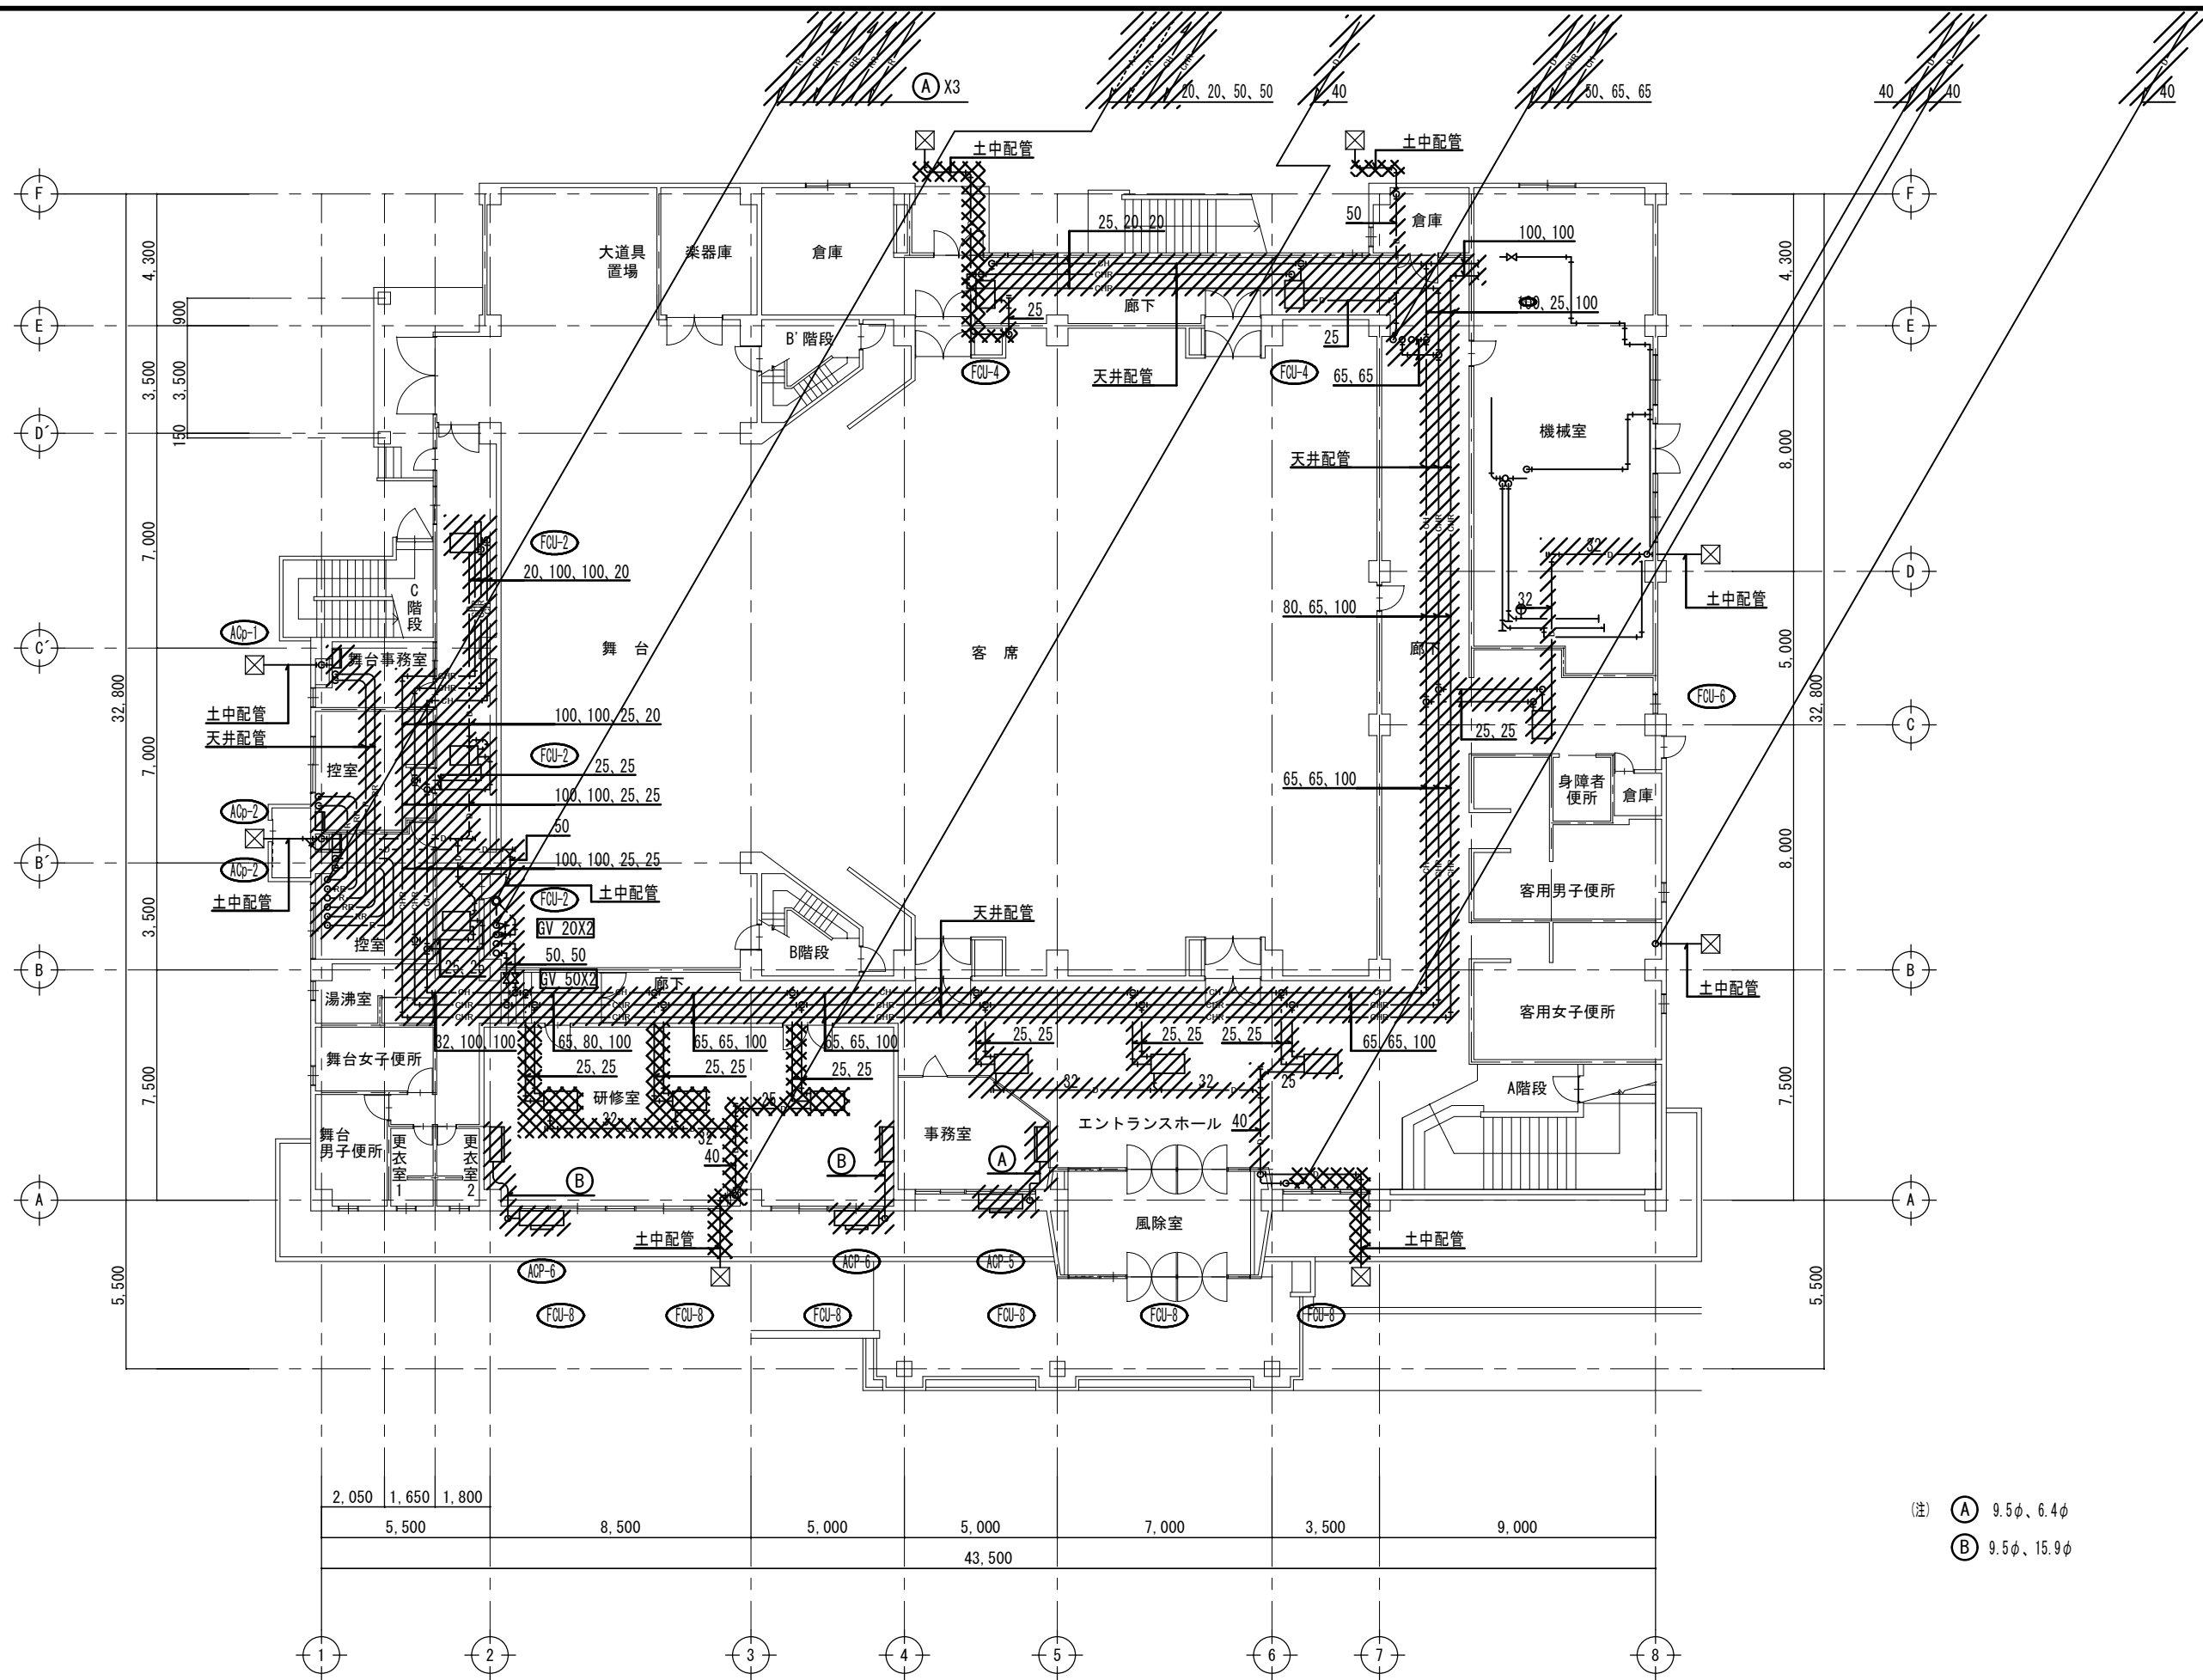 A X3
20、20、50、50
40
50、65、65
40
40
40
土中配管
土中配管
F
F
50
倉庫
25、20、20
100、100
大道具
置場
楽器庫
倉庫
4,300
4,300
CH
CHR
CHR
廊下
D
25
25
E
E
900
B'階段
FCU-4
天井配管
FCU-4
65、65
3,500
3,500
150
D´
機械室
天井配管
8,000
7,000
FCU-2
20、100、100、20
32
D
D
土中配管
C
階
段
ACp-1
80、65、100
32
C´
舞台事務室
舞 台
客 席
廊下
5,000
32,800
32,800
土中配管
天井配管
CHR
CHR
CH
100、100、25、20
FCU-6
25、25
C
7,000
控室
FCU-2
25、25
100、100、25、25
65、65、100
身障者
便所
倉庫
ACp-2
50
B´
ACp-2
100、100、25、25
土中配管
土中配管
FCU-2
GV 20X2
8,000
客用男子便所
3,500
控室
天井配管
B階段
50、50
25、25
B
B
GV 50X2
廊下
湯沸室
土中配管
客用女子便所
32、100、100
65、80、100
65、65、100
65、65、100
25、25
25、25
25、25
65、65、100
舞台女子便所
25、25
25、25
25、25
7,500
7,500
研修室
32
32
32
25
25
A階段
エントランスホール
舞台
男子便所
更
衣
室
1
更
衣
室
2
事務室
40
40
B
B
A
A
A
風除室
土中配管
土中配管
ACP-6
ACP-6
ACP-5
5,500
5,500
FCU-8
FCU-8
FCU-8
FCU-8
FCU-8
FCU-8
2,050
1,650
1,800
5,500
8,500
5,000
5,000
7,000
3,500
9,000
43,500
(注) A 9.5φ、6.4φ
B 9.5φ、15.9φ
1
2
3
4
5
6
7
8